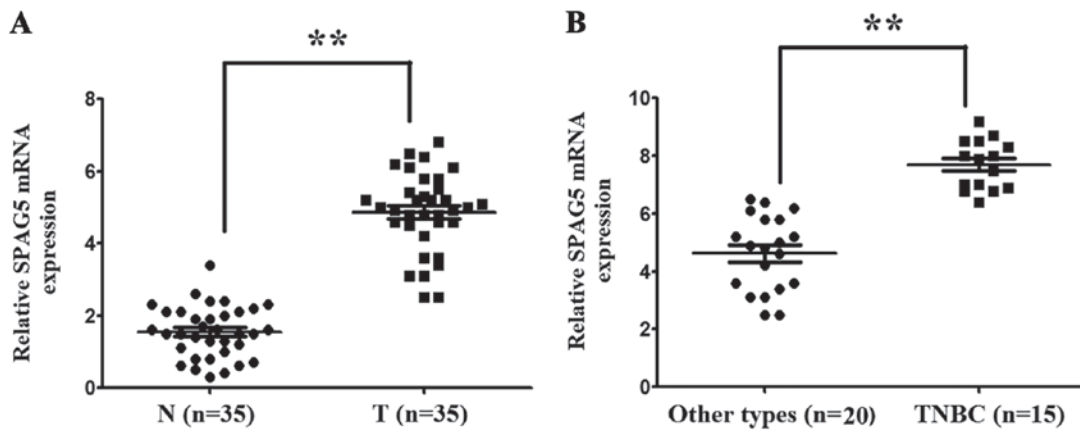 A
**
Relative SPAG5 mRNA
expression
8
6
4
2
0
N (n=35)
T (n=35)
B
**
Relative SPAG5 mRNA
expression
10
8
6
4
2
0
Other types (n=20)
TNBC (n=15)